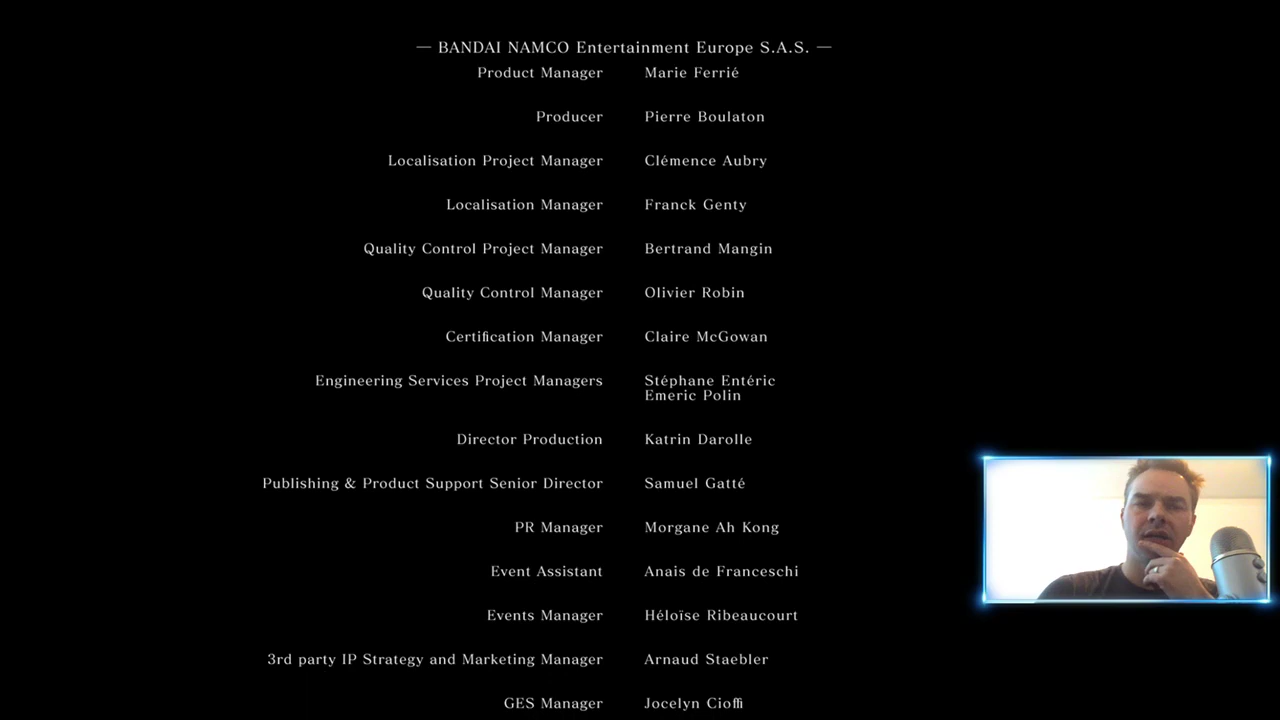 — BANDAI NAMCO Entertainment Europe S.A.S. —
Product Manager Marie Ferrié
Producer Pierre Boulaton
Localisation Project Manager Clémence Aubry
Localisation Manager Franck Genty
Quality Control Project Manager Bertrand Mangin
Quality Control Manager Olivier Robin
Certification Manager Claire McGowan
Engineering Services Project Managers Stéphane Entéric
Emeric Polin
Director Production Katrin Darolle
Publishing & Product Support Senior Director Samuel Gatté
PR Manager Morgane Ah Kong
Event Assistant Anais de Franceschi
Events Manager Héloïse Ribeaucourt
3rd party IP Strategy and Marketing Manager Arnaud Staebler
GES Manager Jocelyn Cioffi